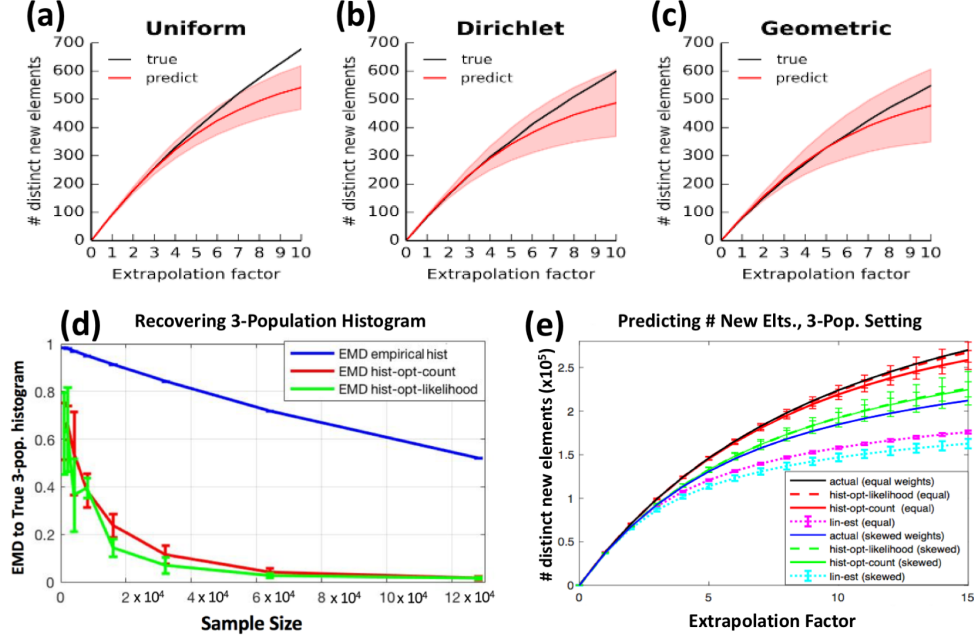 (a) Uniform
700
600
500
400
300
200
100
0
true
predict
# distinct new elements
0 1 2 3 4 5 6 7 8 9 10
Extrapolation factor
(b) Dirichlet
700
600
500
400
300
200
100
0
true
predict
# distinct new elements
0 1 2 3 4 5 6 7 8 9 10
Extrapolation factor
(c) Geometric
700
600
500
400
300
200
100
0
true
predict
# distinct new elements
0 1 2 3 4 5 6 7 8 9 10
Extrapolation factor
(d) Recovering 3-Population Histogram
1
0.8
0.6
0.4
0.2
0
EMD empirical hist
EMD hist-opt-count
EMD hist-opt-likelihood
EMD to True 3-pop. histogram
0 2 x 10⁴ 4 x 10⁴ 6 x 10⁴ 8 x 10⁴ 10 x 10⁴ 12 x 10⁴
Sample Size
(e) Predicting # New Elts., 3-Pop. Setting
2.5
2
1.5
1
0.5
0
# distinct new elements (x10⁵)
actual (equal weights)
hist-opt-likelihood (equal)
hist-opt-count (equal)
lin-est (equal)
actual (skewed weights)
hist-opt-likelihood (skewed)
hist-opt-count (skewed)
lin-est (skewed)
0 5 10 15
Extrapolation Factor